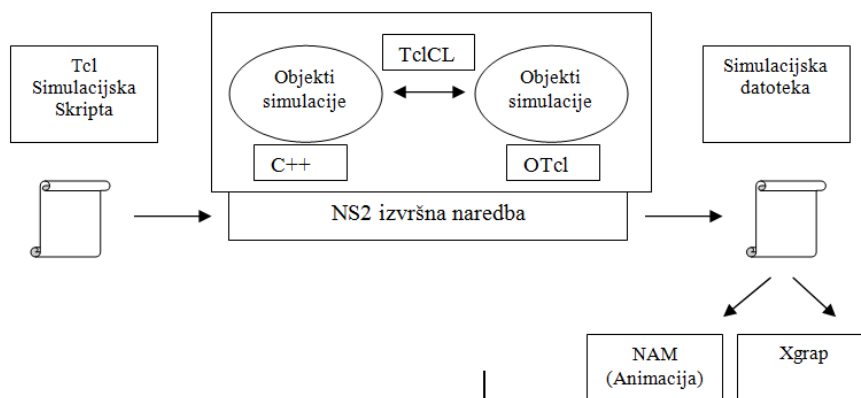 Tcl
Simulacijska
Skripta
TclCL
Objekti
simulacije
Objekti
simulacije
C++
OTcl
NS2 izvršna naredba
Simulacijska
datoteka
NAM
(Animacija)
Xgrap